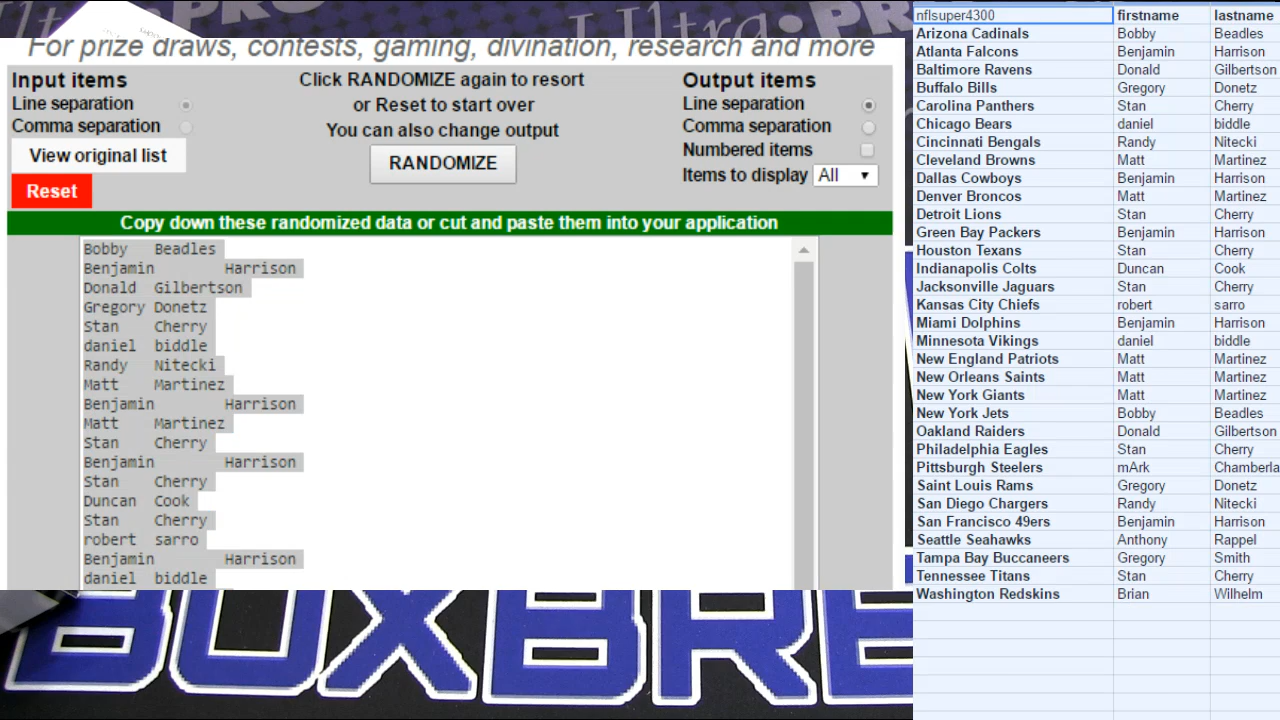 Ultra•PRO
For prize draws, contests, gaming, divination, research and more
Input items
Line separation
Comma separation
View original list
Reset
Click RANDOMIZE again to resort
or Reset to start over
You can also change output
RANDOMIZE
Output items
Line separation
Comma separation
Numbered items
Items to display All
Copy down these randomized data or cut and paste them into your application
Bobby Beadles
Benjamin Harrison
Donald Gilbertson
Gregory Donetz
Stan Cherry
daniel biddle
Randy Nitecki
Matt Martinez
Benjamin Harrison
Matt Martinez
Stan Cherry
Benjamin Harrison
Stan Cherry
Duncan Cook
Stan Cherry
robert sarro
Benjamin Harrison
daniel biddle
BOXBRE
nflsuper4300 firstname lastname
Arizona Cadinals Bobby Beadles
Atlanta Falcons Benjamin Harrison
Baltimore Ravens Donald Gilbertson
Buffalo Bills Gregory Donetz
Carolina Panthers Stan Cherry
Chicago Bears daniel biddle
Cincinnati Bengals Randy Nitecki
Cleveland Browns Matt Martinez
Dallas Cowboys Benjamin Harrison
Denver Broncos Matt Martinez
Detroit Lions Stan Cherry
Green Bay Packers Benjamin Harrison
Houston Texans Stan Cherry
Indianapolis Colts Duncan Cook
Jacksonville Jaguars Stan Cherry
Kansas City Chiefs robert sarro
Miami Dolphins Benjamin Harrison
Minnesota Vikings daniel biddle
New England Patriots Matt Martinez
New Orleans Saints Matt Martinez
New York Giants Matt Martinez
New York Jets Bobby Beadles
Oakland Raiders Donald Gilbertson
Philadelphia Eagles Stan Cherry
Pittsburgh Steelers mArk Chamberla
Saint Louis Rams Gregory Donetz
San Diego Chargers Randy Nitecki
San Francisco 49ers Benjamin Harrison
Seattle Seahawks Anthony Rappel
Tampa Bay Buccaneers Gregory Smith
Tennessee Titans Stan Cherry
Washington Redskins Brian Wilhelm